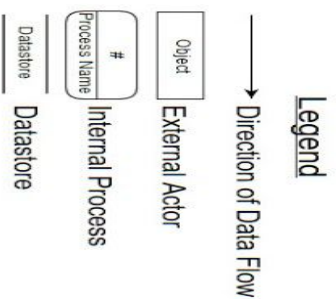 Legend
Direction of Data Flow
Object
External Actor
#
Process Name
Internal Process
Datastore
Datastore